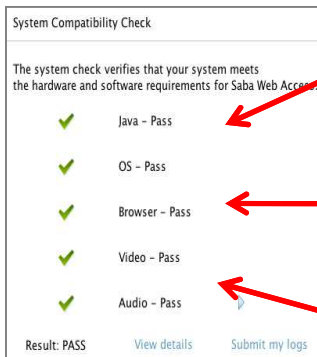 System Compatibility Check
The system check verifies that your system meets
the hardware and software requirements for Saba Web Access.
Java – Pass
OS – Pass
Browser – Pass
Video – Pass
Audio – Pass
Result: PASS View details Submit my logs